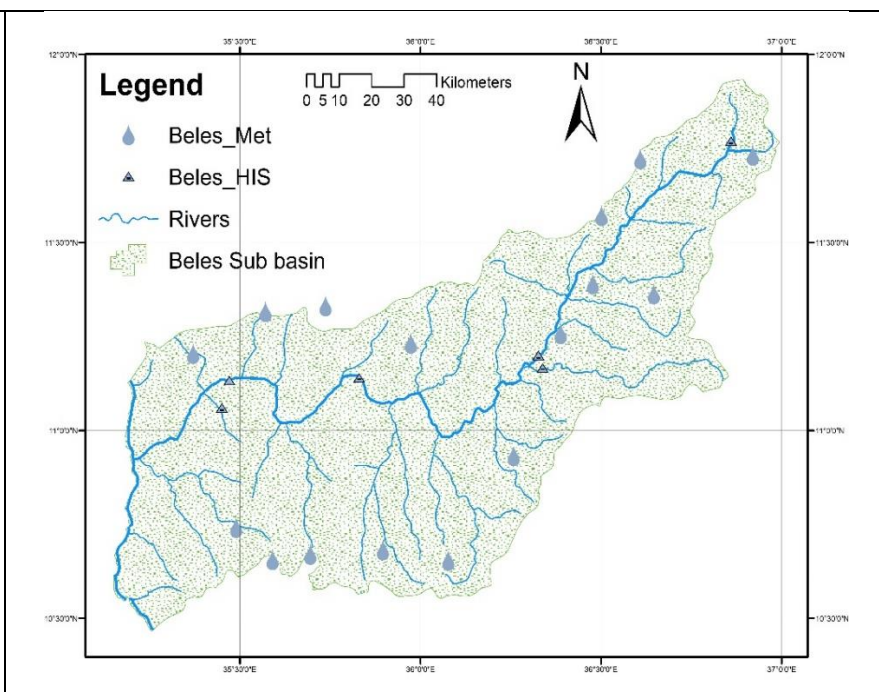 35°30'0"E 36°0'0"E 36°30'0"E 37°0'0"E
12°0'0"N 12°0'0"N
Legend
Kilometers
0 5 10 20 30 40
N
Beles_Met
Beles_HIS
Rivers
11°30'0"N 11°30'0"N
Beles Sub basin
11°0'0"N 11°0'0"N
10°30'0"N 10°30'0"N
35°30'0"E 36°0'0"E 36°30'0"E 37°0'0"E